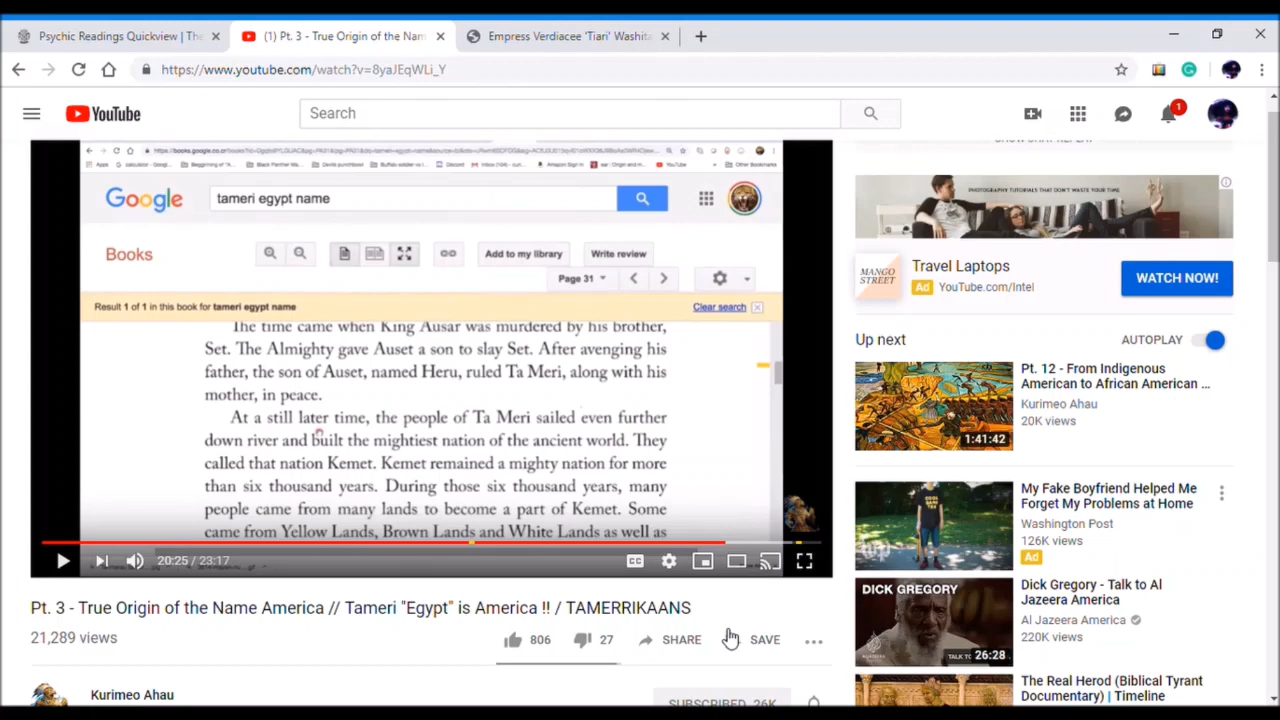 Psychic Readings Quickview | The
(1) Pt. 3 - True Origin of the Nam
Empress Verdiacee 'Tiari' Washita
https://www.youtube.com/watch?v=8yaJEqWLi_Y
YouTube
Search
1
Google
tameri egypt name
Books
Add to my library
Write review
Page 31
Result 1 of 1 in this book for tameri egypt name
Clear search
The time came when King Ausar was murdered by his brother,
Set. The Almighty gave Auset a son to slay Set. After avenging his
father, the son of Auset, named Heru, ruled Ta Meri, along with his
mother, in peace.
At a still later time, the people of Ta Meri sailed even further
down river and built the mightiest nation of the ancient world. They
called that nation Kemet. Kemet remained a mighty nation for more
than six thousand years. During those six thousand years, many
people came from many lands to become a part of Kemet. Some
came from Yellow Lands, Brown Lands and White Lands as well as
20:25 / 23:17
CC
Pt. 3 - True Origin of the Name America // Tameri "Egypt" is America !! / TAMERRIKAANS
21,289 views
806
27
SHARE
SAVE
Kurimeo Ahau
SUBSCRIBED 26K
PHOTOGRAPHY TUTORIALS THAT DON'T WASTE YOUR TIME
MANGO
STREET
Travel Laptops
Ad YouTube.com/Intel
WATCH NOW!
Up next
AUTOPLAY
Pt. 12 - From Indigenous
American to African American ...
Kurimeo Ahau
20K views
1:41:42
My Fake Boyfriend Helped Me
Forget My Problems at Home
Washington Post
126K views
Ad
DICK GREGORY
TALK TO
26:28
Dick Gregory - Talk to Al
Jazeera America
Al Jazeera America
220K views
The Real Herod (Biblical Tyrant
Documentary) | Timeline